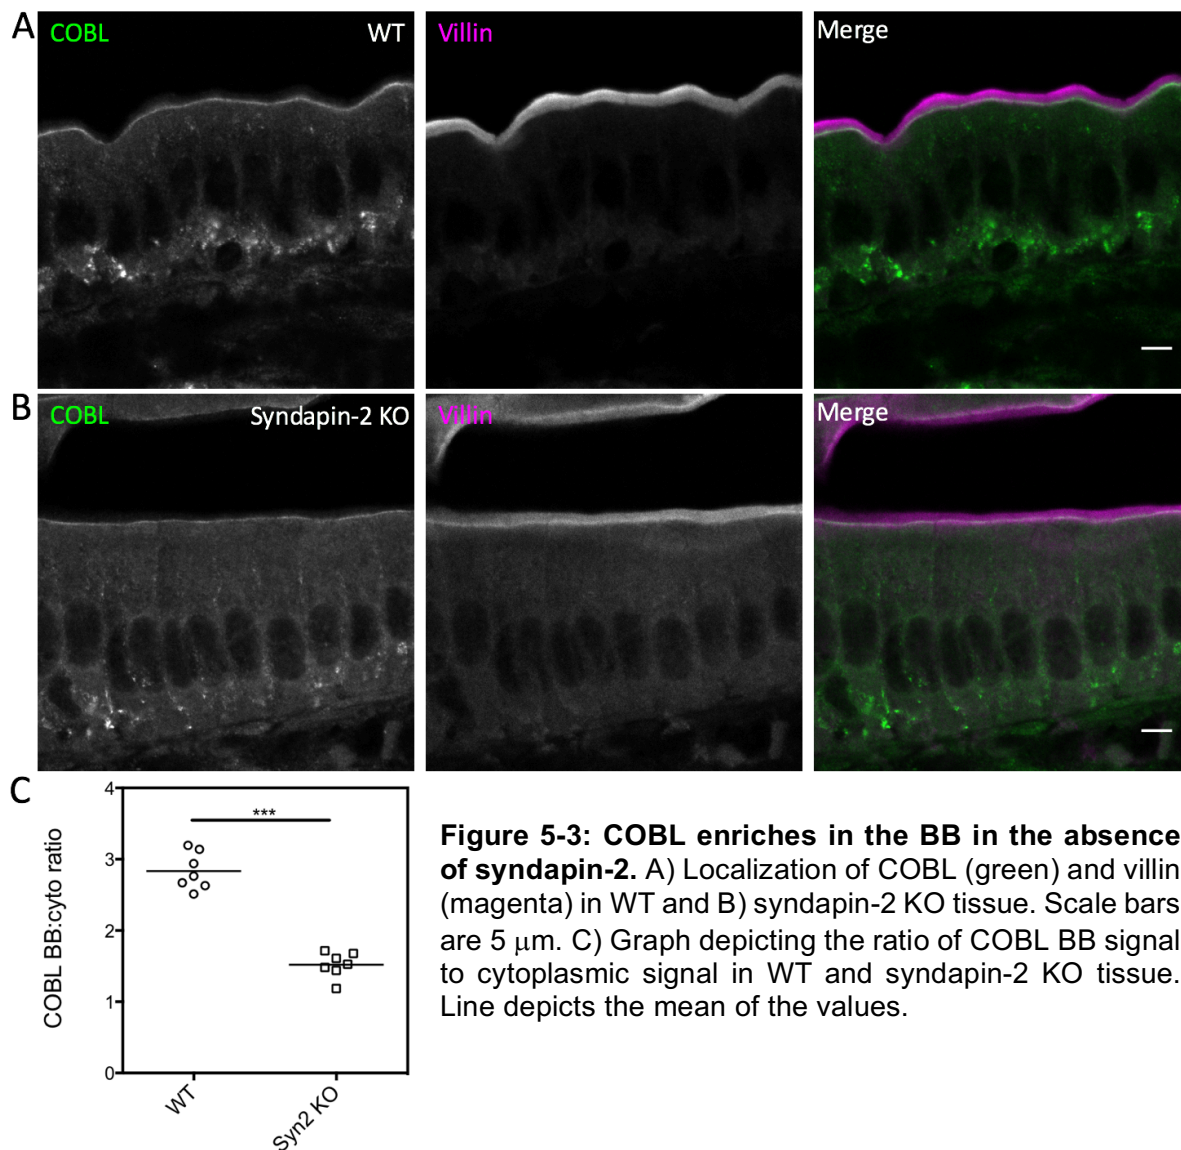 A
COBL
WT
Villin
Merge
B
COBL
Syndapin-2 KO
Villin
Merge
C
4
3
2
1
0
COBL BB:cyto ratio
***
WT
Syn2 KO
Figure 5-3: COBL enriches in the BB in the absence
of syndapin-2. A) Localization of COBL (green) and villin
(magenta) in WT and B) syndapin-2 KO tissue. Scale bars
are 5 μm. C) Graph depicting the ratio of COBL BB signal
to cytoplasmic signal in WT and syndapin-2 KO tissue.
Line depicts the mean of the values.